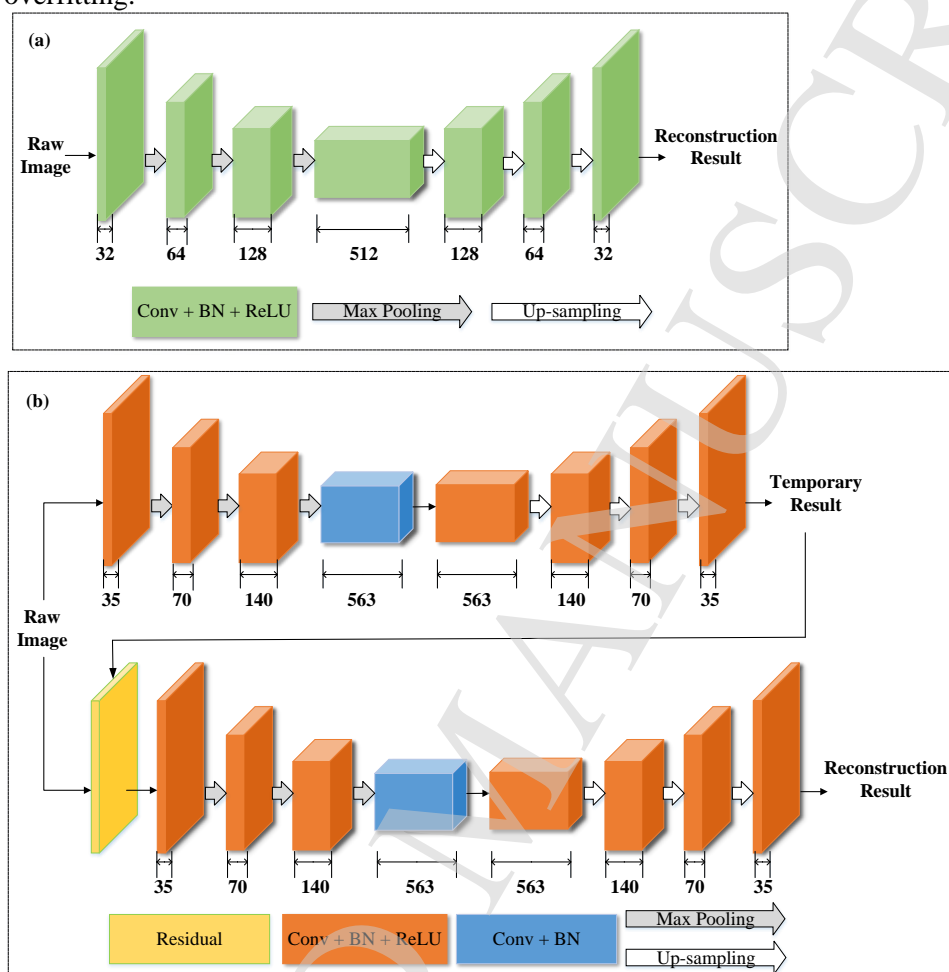 overfitting.
(a)
Raw
Image
Reconstruction
Result
32
64
128
512
128
64
32
Conv + BN + ReLU
Max Pooling
Up-sampling
(b)
Temporary
Result
35
70
140
563
563
140
70
35
Raw
Image
Reconstruction
Result
35
70
140
563
563
140
70
35
Residual
Conv + BN + ReLU
Conv + BN
Max Pooling
Up-sampling